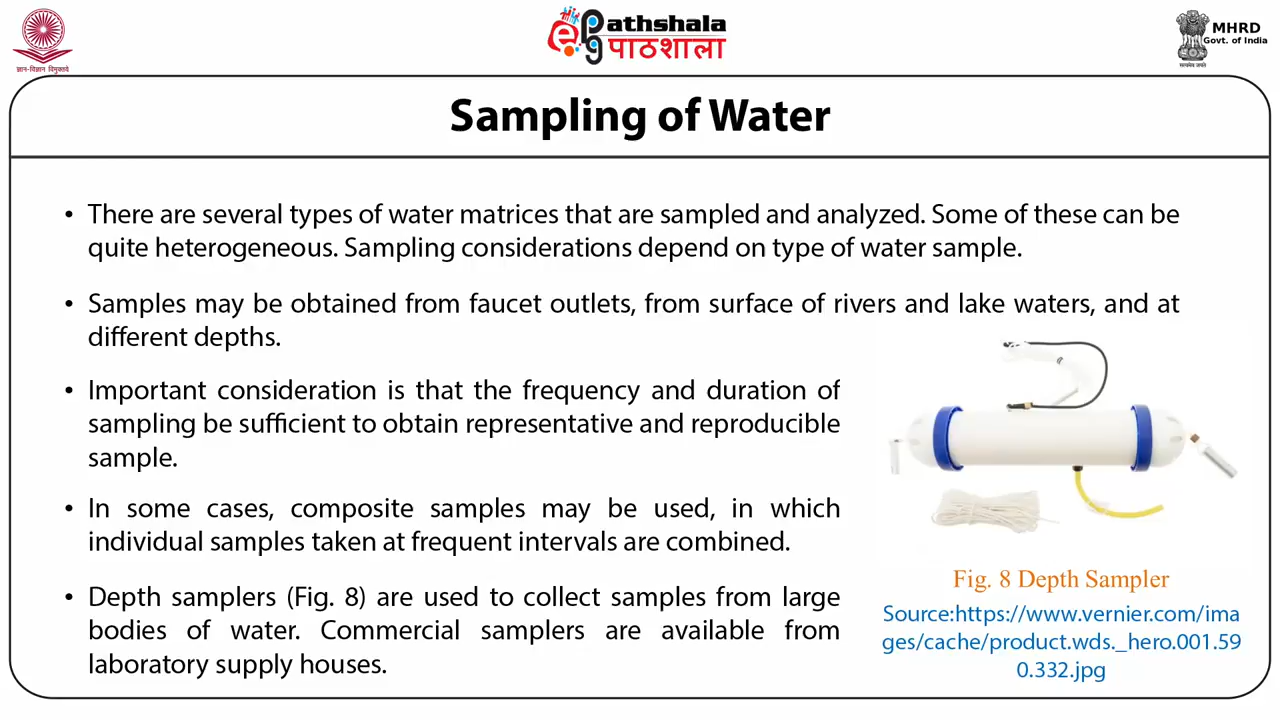 ज्ञान-विज्ञान विमुक्तये
ePathshala
पाठशाला
MHRD
Govt. of India
सत्यमेव जयते
Sampling of Water
• There are several types of water matrices that are sampled and analyzed. Some of these can be
quite heterogeneous. Sampling considerations depend on type of water sample.
• Samples may be obtained from faucet outlets, from surface of rivers and lake waters, and at
different depths.
• Important consideration is that the frequency and duration of
sampling be sufficient to obtain representative and reproducible
sample.
• In some cases, composite samples may be used, in which
individual samples taken at frequent intervals are combined.
• Depth samplers (Fig. 8) are used to collect samples from large
bodies of water. Commercial samplers are available from
laboratory supply houses.
Fig. 8 Depth Sampler
Source:https://www.vernier.com/ima
ges/cache/product.wds._hero.001.59
0.332.jpg